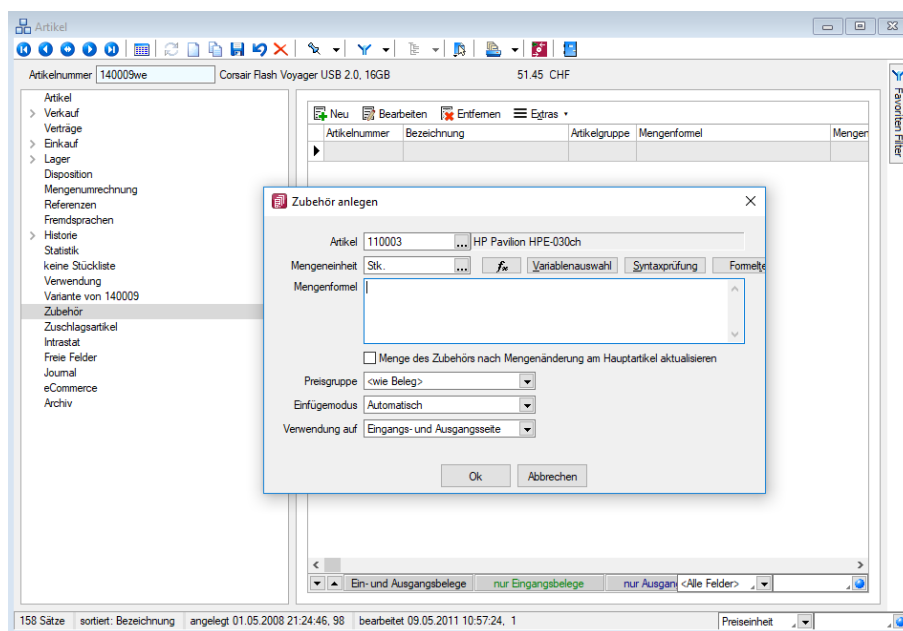 Artikel
Artikelnummer 140009we Corsair Flash Voyager USB 2.0, 16GB 51.45 CHF
Favoriten Filter
Artikel
Verkauf
Verträge
Einkauf
Lager
Disposition
Mengenumrechnung
Referenzen
Fremdsprachen
Historie
Statistik
keine Stückliste
Verwendung
Variante von 140009
Zubehör
Zuschlagsartikel
Intrastat
Freie Felder
Journal
eCommerce
Archiv
Neu Bearbeiten Entfernen Extras
Artikelnummer Bezeichnung Artikelgruppe Mengenformel Mengen
Zubehör anlegen
Artikel 110003 ... HP Pavilion HPE-030ch
Mengeneinheit Stk. ... fx Variablenauswahl Syntaxprüfung Formelte
Mengenformel
Menge des Zubehörs nach Mengenänderung am Hauptartikel aktualisieren
Preisgruppe <wie Beleg>
Einfügemodus Automatisch
Verwendung auf Eingangs- und Ausgangsseite
Ok Abbrechen
Ein- und Ausgangsbelege nur Eingangsbelege nur Ausgan <Alle Felder>
158 Sätze sortiert: Bezeichnung angelegt 01.05.2008 21:24:46, 98 bearbeitet 09.05.2011 10:57:24, 1 Preiseinheit